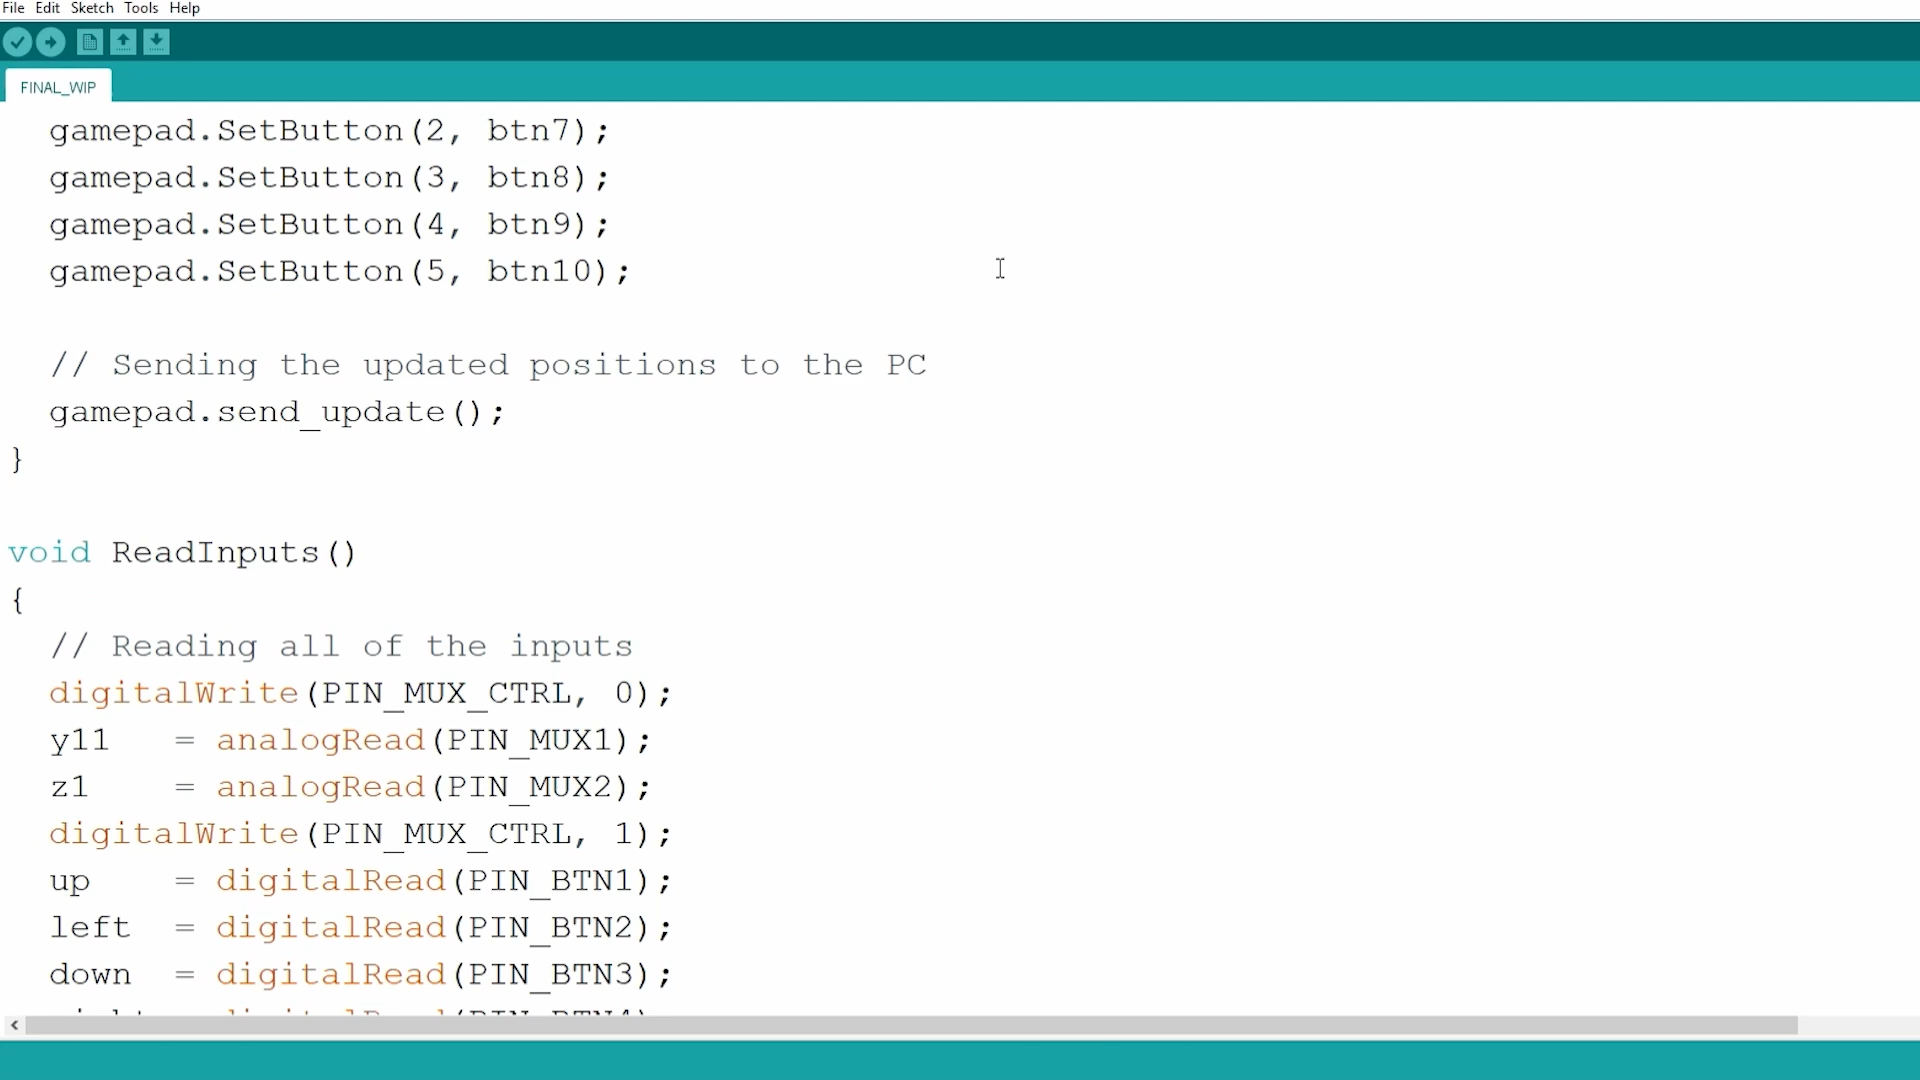 File Edit Sketch Tools Help
FINAL_WIP
gamepad.SetButton(2, btn7);
gamepad.SetButton(3, btn8);
gamepad.SetButton(4, btn9);
gamepad.SetButton(5, btn10);
// Sending the updated positions to the PC
gamepad.send_update();
}
void ReadInputs()
{
// Reading all of the inputs
digitalWrite(PIN_MUX_CTRL, 0);
y11 = analogRead(PIN_MUX1);
z1 = analogRead(PIN_MUX2);
digitalWrite(PIN_MUX_CTRL, 1);
up = digitalRead(PIN_BTN1);
left = digitalRead(PIN_BTN2);
down = digitalRead(PIN_BTN3);